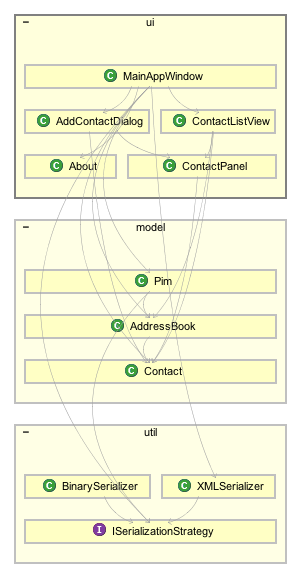 ui
C MainAppWindow
C AddContactDialog C ContactListView
C About C ContactPanel
model
C Pim
C AddressBook
C Contact
util
C BinarySerializer C XMLSerializer
I ISerializationStrategy